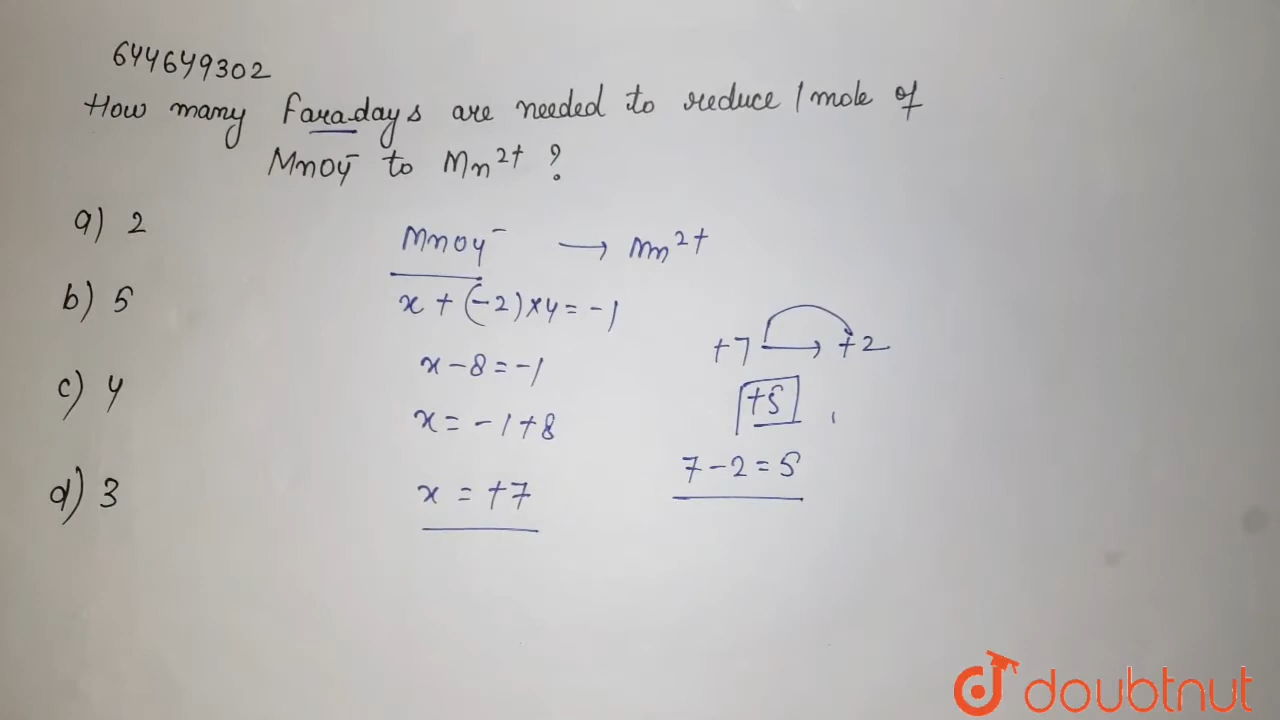 644649302
How many Faradays are needed to reduce 1 mole of
MnO4⁻ to Mn²⁺ ?
a) 2
b) 5
c) 4
d) 3
MnO4⁻ → Mn²⁺
x + (-2)×4 = -1
x - 8 = -1
x = -1 + 8
x = +7
+7 → +2
+5
7 - 2 = 5
doubtnut